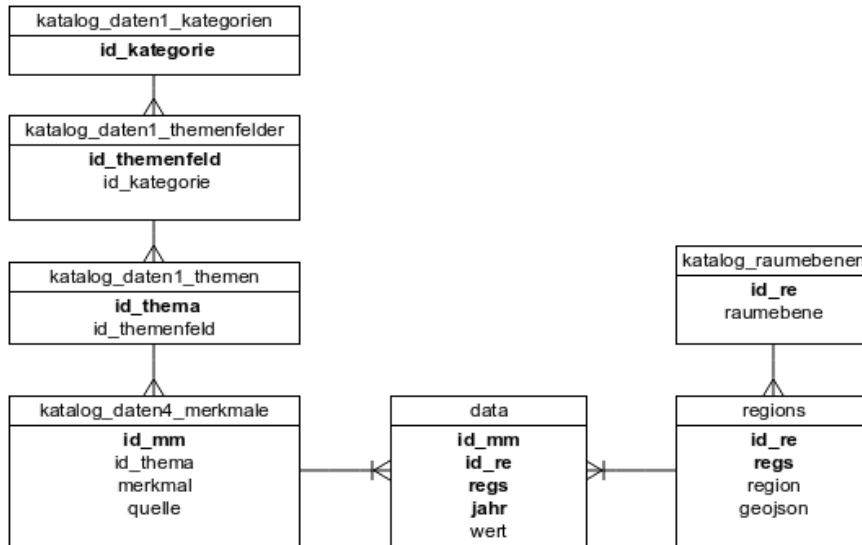 katalog_daten1_kategorien
id_kategorie
katalog_daten1_themenfelder
id_themenfeld
id_kategorie
katalog_daten1_themen
id_thema
id_themenfeld
katalog_raumebenen
id_re
raumebene
katalog_daten4_merkmale
id_mm
id_thema
merkmal
quelle
data
id_mm
id_re
regs
jahr
wert
regions
id_re
regs
region
geojson